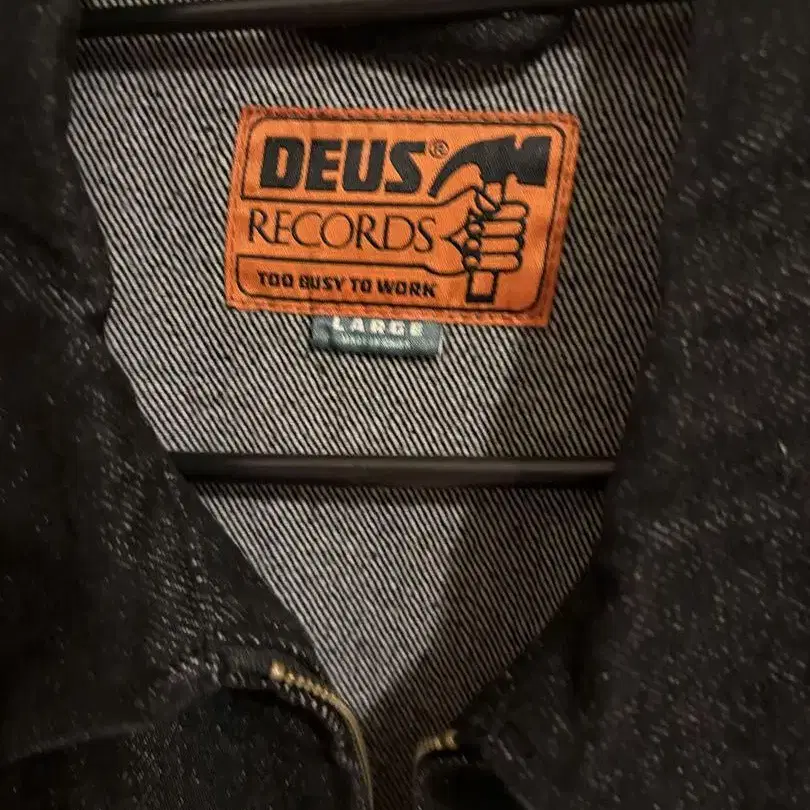 DEUS®
RECORDS
TOO BUSY TO WORK
LARGE